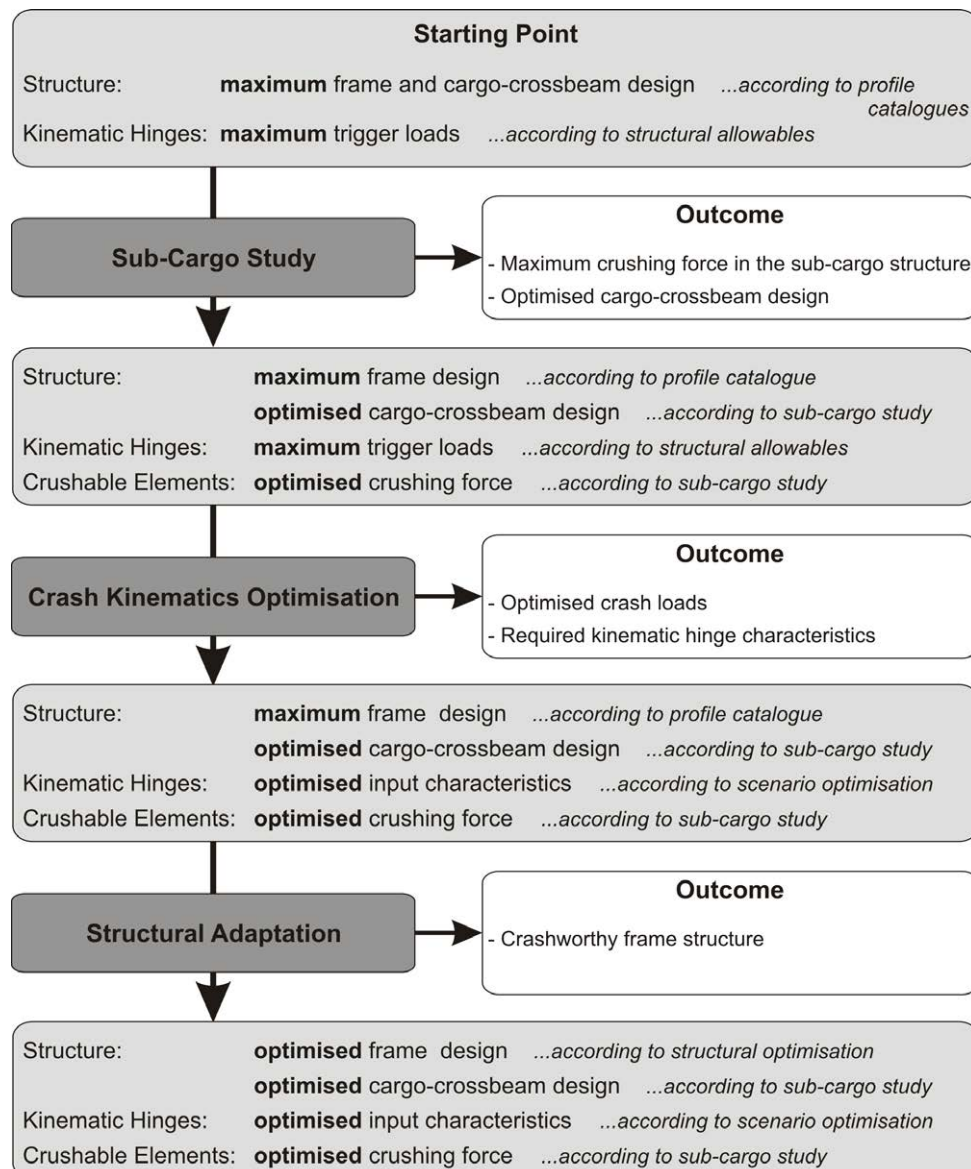 Starting Point
Structure: maximum frame and cargo-crossbeam design ...according to profile
catalogues
Kinematic Hinges: maximum trigger loads ...according to structural allowables
Sub-Cargo Study
Outcome
- Maximum crushing force in the sub-cargo structure
- Optimised cargo-crossbeam design
Structure: maximum frame design ...according to profile catalogue
optimised cargo-crossbeam design ...according to sub-cargo study
Kinematic Hinges: maximum trigger loads ...according to structural allowables
Crushable Elements: optimised crushing force ...according to sub-cargo study
Crash Kinematics Optimisation
Outcome
- Optimised crash loads
- Required kinematic hinge characteristics
Structure: maximum frame design ...according to profile catalogue
optimised cargo-crossbeam design ...according to sub-cargo study
Kinematic Hinges: optimised input characteristics ...according to scenario optimisation
Crushable Elements: optimised crushing force ...according to sub-cargo study
Structural Adaptation
Outcome
- Crashworthy frame structure
Structure: optimised frame design ...according to structural optimisation
optimised cargo-crossbeam design ...according to sub-cargo study
Kinematic Hinges: optimised input characteristics ...according to scenario optimisation
Crushable Elements: optimised crushing force ...according to sub-cargo study